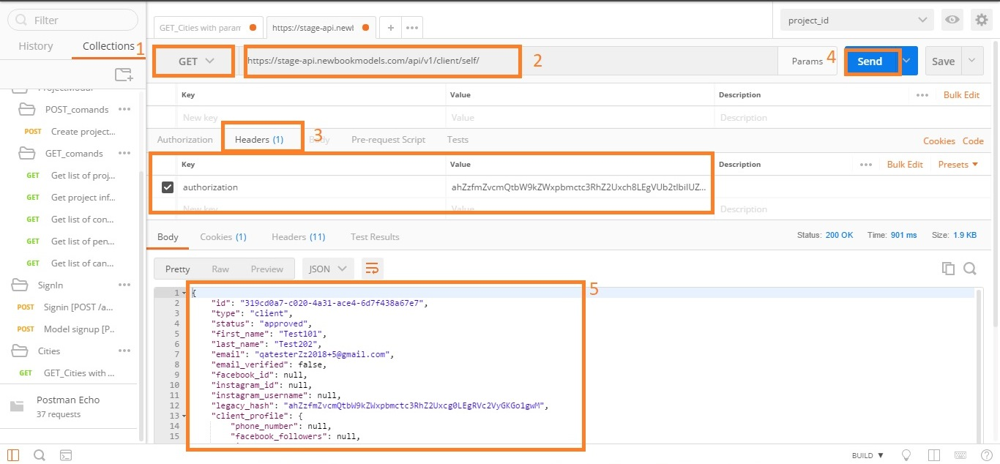 Filter
History
Collections
1
ProjectModul
POST_comands
POST Create project...
GET_comands
GET Get list of proj...
GET Get project inf...
GET Get list of con...
GET Get list of pen...
GET Get list of can...
SignIn
POST Signin [POST /a...
POST Model signup [P..
Cities
GET GET_Cities with ...
Postman Echo
37 requests
GET_Cities with param
https://stage-api.newl
+
project_id
GET
https://stage-api.newbookmodels.com/api/v1/client/self/
2
Params
4
Send
Save
Key Value Description Bulk Edit
New key Value Description
Authorization Headers (1) 3 Body Pre-request Script Tests Cookies Code
Key Value Description Bulk Edit Presets
authorization
New key Value Description
Body Cookies (1) Headers (11) Test Results Status: 200 OK Time: 901 ms Size: 1.9 KB
Pretty Raw Preview JSON
5
1 {
2 "id": "319cd0a7-c020-4a31-ace4-6d7f438a67e7",
3 "type": "client",
4 "status": "approved",
5 "first_name": "Test101",
6 "last_name": "Test202",
7 "email": "qatesterZz2018+5@gmail.com",
8 "email_verified": false,
9 "facebook_id": null,
10 "instagram_id": null,
11 "instagram_username": null,
12 "legacy_hash": "ahZzfmZvcmQtbW9kZWxpbmctc3RhZ2Uxcg0LEgRVc2VyGKGo1gwM",
13 "client_profile": {
14 "phone_number": null,
15 "facebook_followers": null,
BUILD